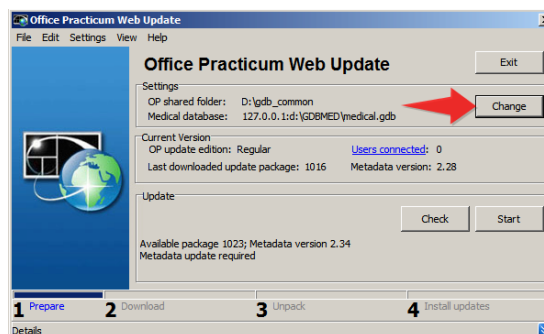 Office Practicum Web Update
File Edit Settings View Help
Office Practicum Web Update
Exit
Settings
OP shared folder: D:\gdb_common
Change
Medical database: 127.0.0.1:d:\GDBMED\medical.gdb
Current Version
OP update edition: Regular Users connected: 0
Last downloaded update package: 1016 Metadata version: 2.28
Update
Check Start
Available package 1023; Metadata version 2.34
Metadata update required
1 Prepare 2 Download 3 Unpack 4 Install updates
Details